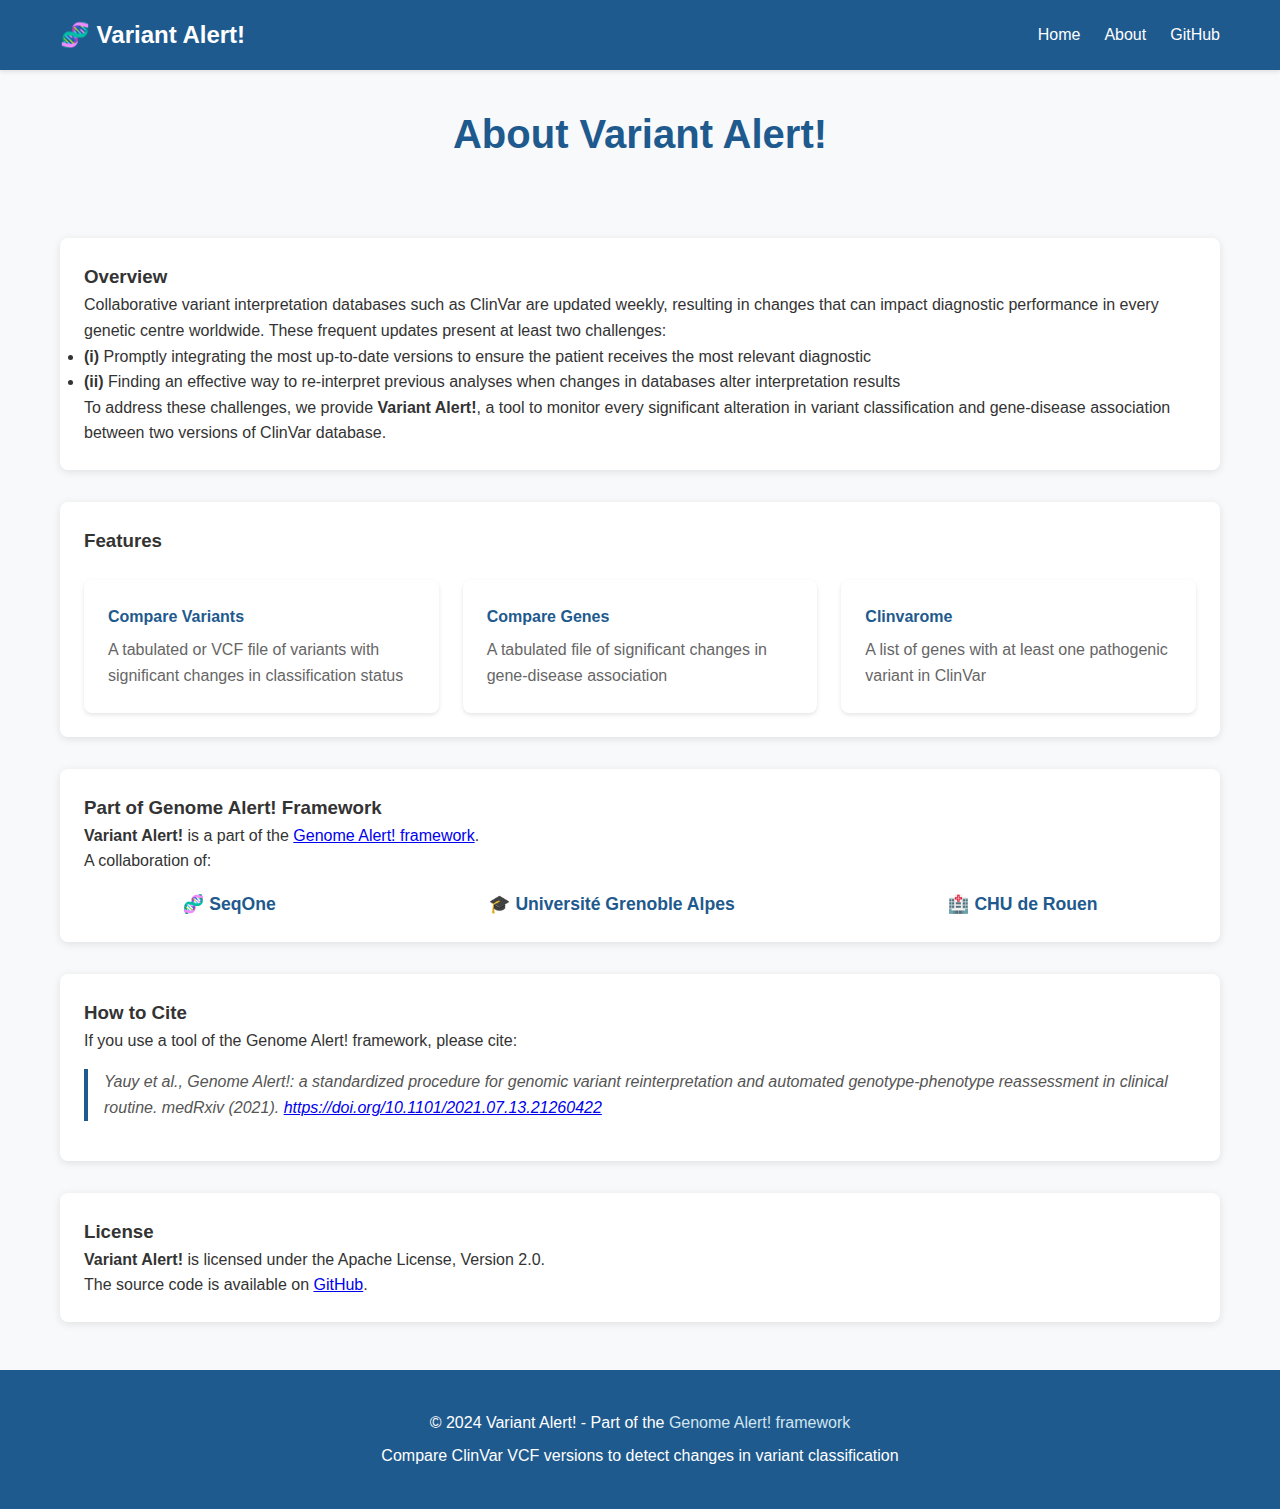 🧬 Variant Alert!
Home About GitHub
About Variant Alert!
Overview
Collaborative variant interpretation databases such as ClinVar are updated weekly, resulting in changes that can impact diagnostic performance in every
genetic centre worldwide. These frequent updates present at least two challenges:
• (i) Promptly integrating the most up-to-date versions to ensure the patient receives the most relevant diagnostic
• (ii) Finding an effective way to re-interpret previous analyses when changes in databases alter interpretation results
To address these challenges, we provide Variant Alert!, a tool to monitor every significant alteration in variant classification and gene-disease association
between two versions of ClinVar database.
Features
Compare Variants
A tabulated or VCF file of variants with
significant changes in classification status
Compare Genes
A tabulated file of significant changes in
gene-disease association
Clinvarome
A list of genes with at least one pathogenic
variant in ClinVar
Part of Genome Alert! Framework
Variant Alert! is a part of the Genome Alert! framework.
A collaboration of:
🧬 SeqOne
🎓 Université Grenoble Alpes
🏥 CHU de Rouen
How to Cite
If you use a tool of the Genome Alert! framework, please cite:
Yauy et al., Genome Alert!: a standardized procedure for genomic variant reinterpretation and automated genotype-phenotype reassessment in clinical
routine. medRxiv (2021). https://doi.org/10.1101/2021.07.13.21260422
License
Variant Alert! is licensed under the Apache License, Version 2.0.
The source code is available on GitHub.
© 2024 Variant Alert! - Part of the Genome Alert! framework
Compare ClinVar VCF versions to detect changes in variant classification